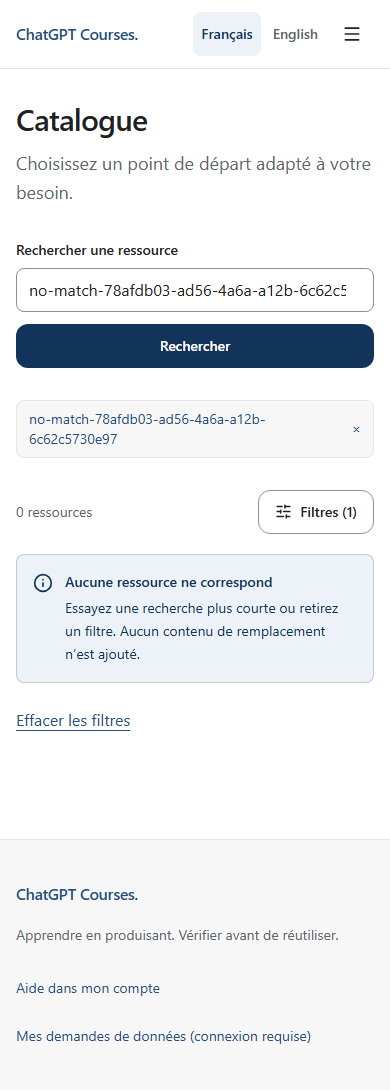 ChatGPT Courses.
Français
English
Catalogue
Choisissez un point de départ adapté à votre
besoin.
Rechercher une ressource
no-match-78afdb03-ad56-4a6a-a12b-6c62c5
Rechercher
no-match-78afdb03-ad56-4a6a-a12b-
6c62c5730e97
×
0 ressources
Filtres (1)
Aucune ressource ne correspond
Essayez une recherche plus courte ou retirez
un filtre. Aucun contenu de remplacement
n’est ajouté.
Effacer les filtres
ChatGPT Courses.
Apprendre en produisant. Vérifier avant de réutiliser.
Aide dans mon compte
Mes demandes de données (connexion requise)